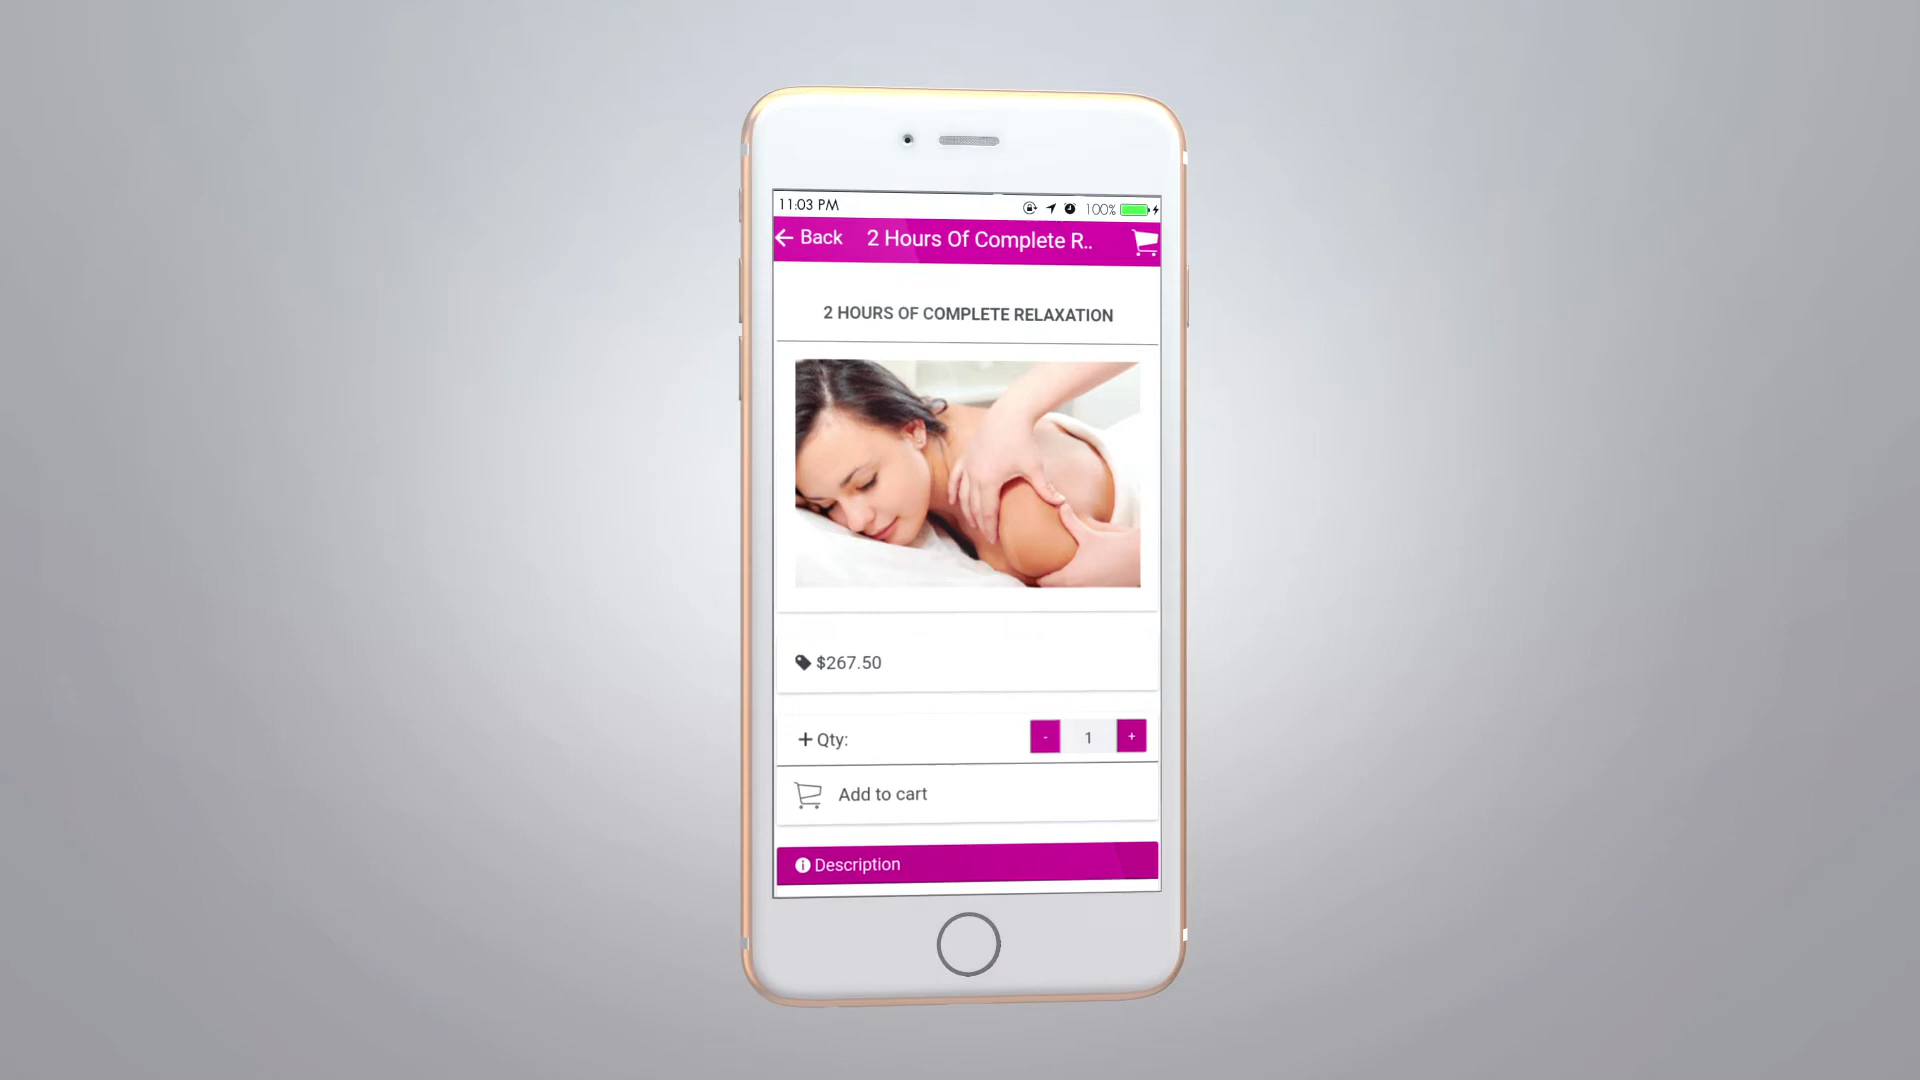 11:03 PM 100%
Back 2 Hours Of Complete R..
2 HOURS OF COMPLETE RELAXATION
$267.50
Qty: - 1 +
Add to cart
Description